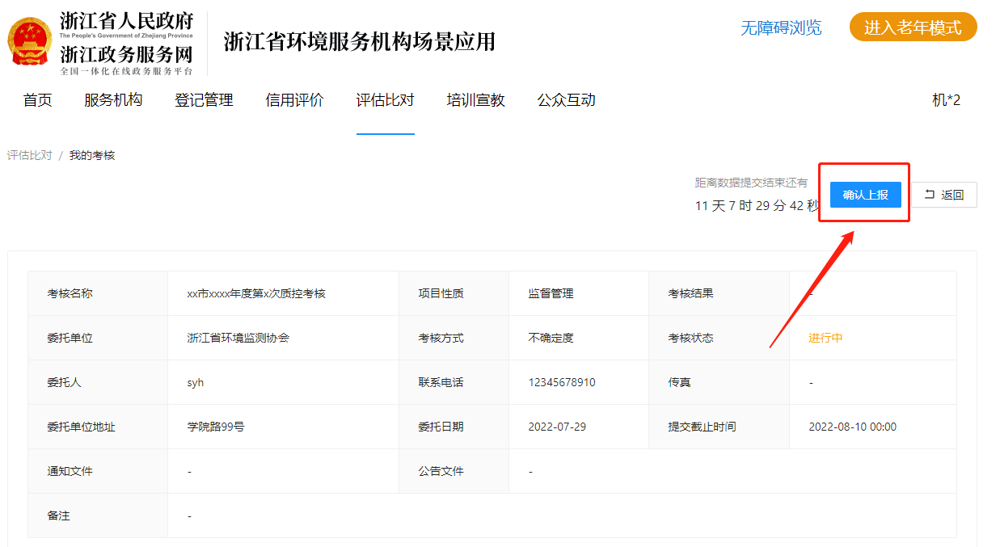 浙江省人民政府
The People's Government of Zhejiang Province
浙江政务服务网
全国一体化在线政务服务平台
浙江省环境服务机构场景应用
无障碍浏览
进入老年模式
首页 服务机构 登记管理 信用评价 评估比对 培训宣教 公众互动 机*2
评估比对 / 我的考核
距离数据提交结束还有
11 天 7 时 29 分 42 秒
确认上报
返回
考核名称 xx市xxxx年度第x次质控考核 项目性质 监督管理 考核结果 -
委托单位 浙江省环境监测协会 考核方式 不确定度 考核状态 进行中
委托人 syh 联系电话 12345678910 传真 -
委托单位地址 学院路99号 委托日期 2022-07-29 提交截止时间 2022-08-10 00:00
通知文件 - 公告文件 -
备注 -